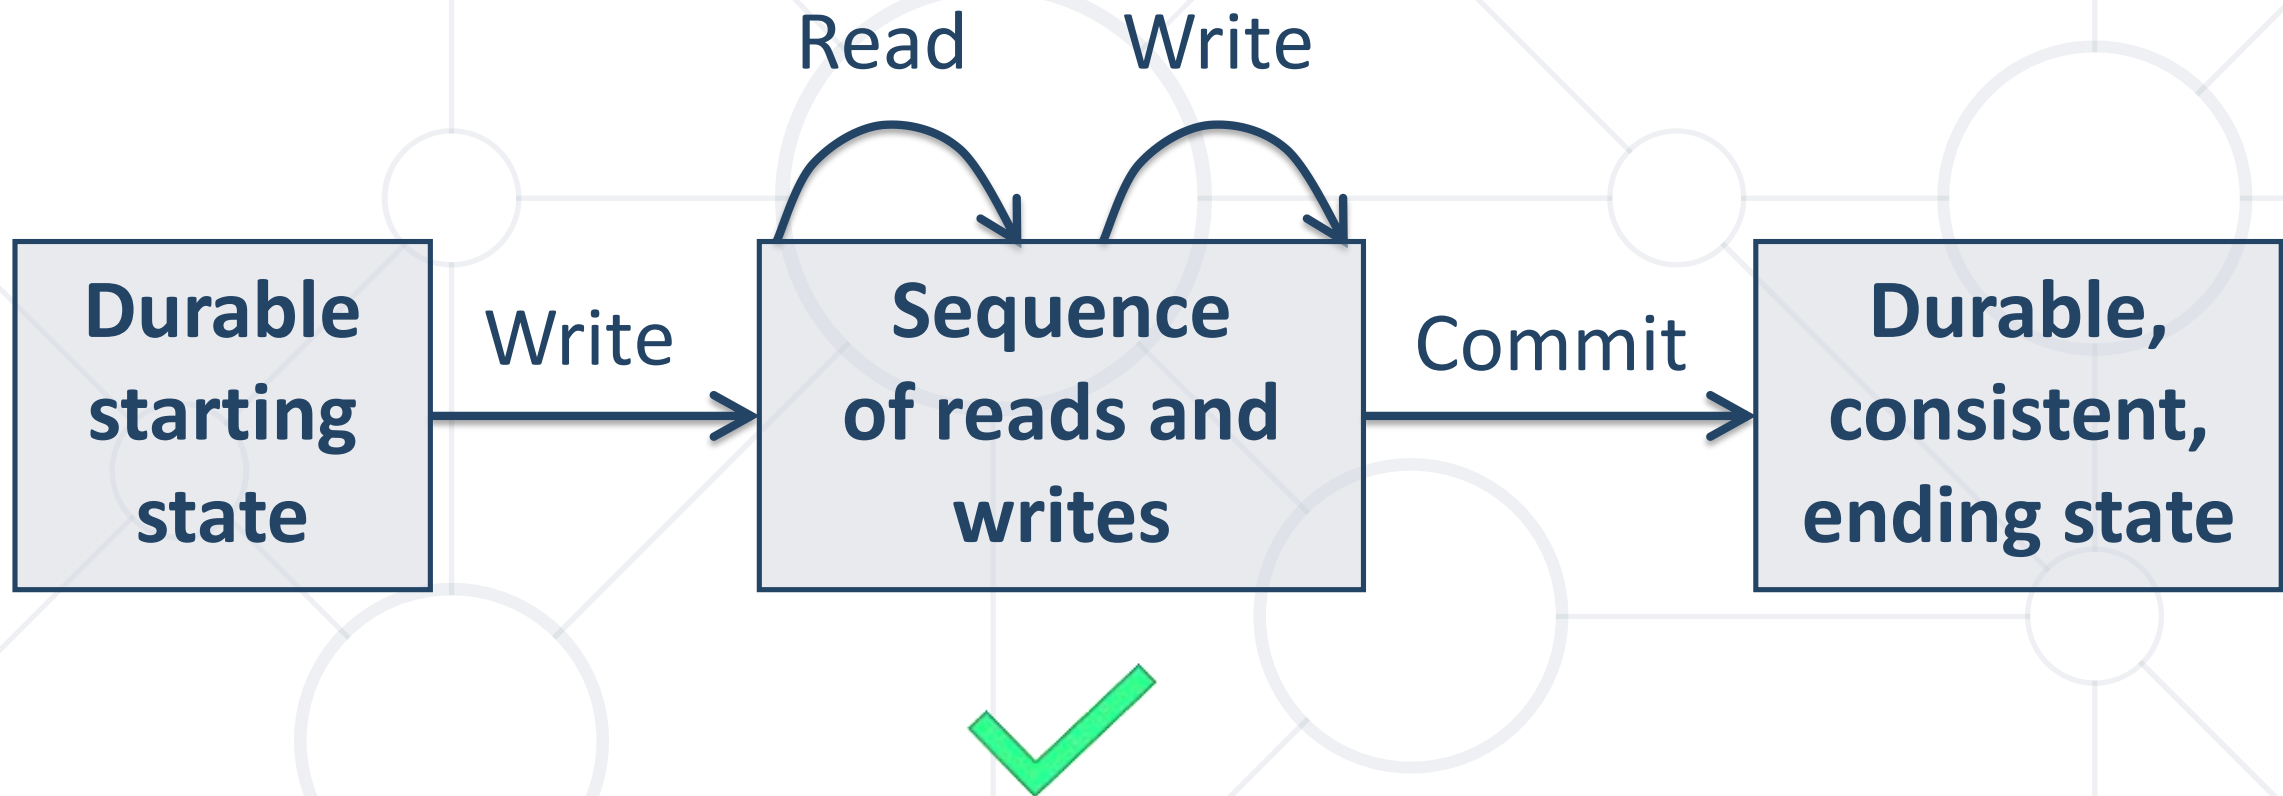 Read
Write
Durable
starting
state
Write
Sequence
of reads and
writes
Commit
Durable,
consistent,
ending state